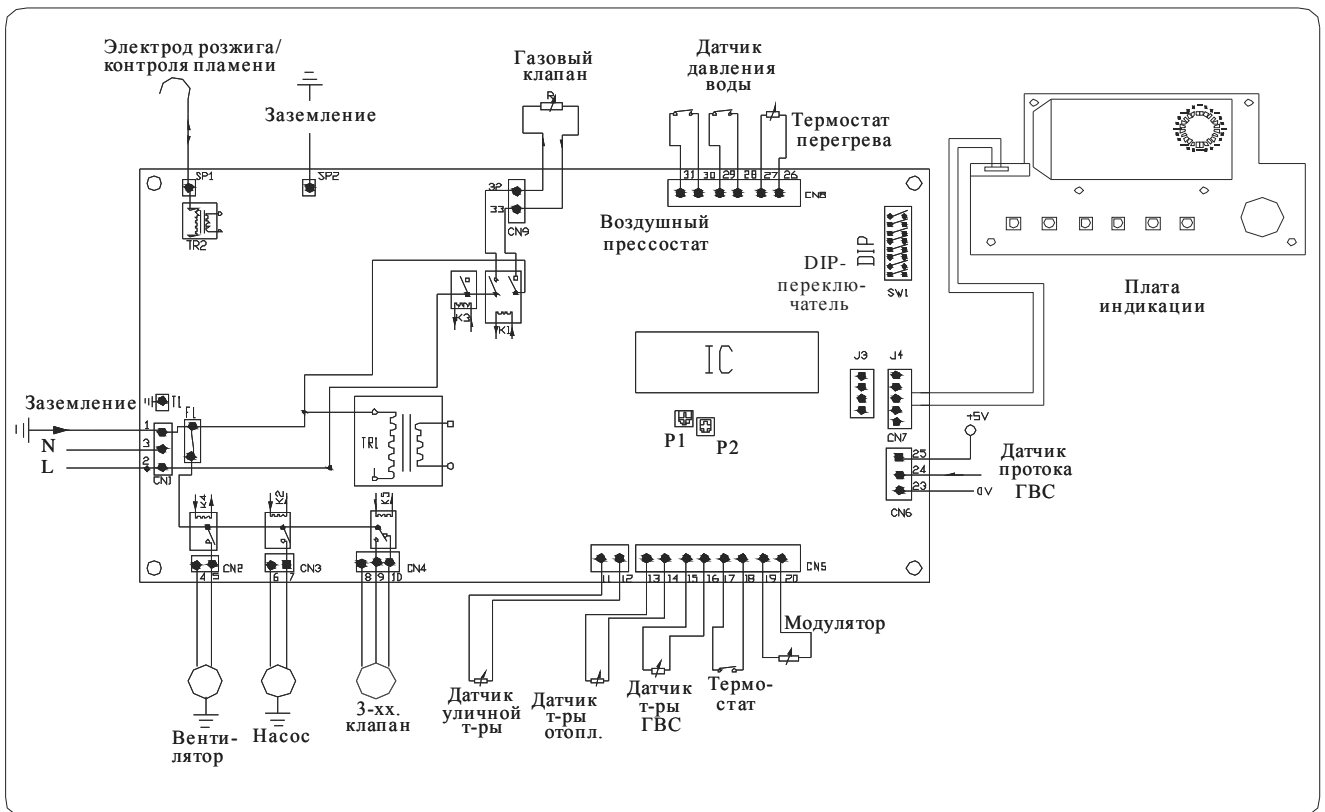 Электрод розжига/
контроля пламени
Заземление
Газовый
клапан
R
Датчик
давления
воды
Термостат
перегрева
SP1
SP2
TR2
32
33
CN9
31 30 29 28 27 26
CN8
Воздушный
прессостат
DIP
SW1
DIP-
переклю-
чатель
Плата
индикации
K3
K1
IC
J3
J4
CN7
P1
P2
+5V
25
24
23
0V
CN6
Датчик
протока
ГВС
Заземление
N
L
T1
F1
1
3
2
CN1
TR1
K4
K2
K5
CN2
4 5
CN3
6 7
CN4
8 9 10
11 12 13 14 15 16 17 18 19 20
CN5
Модулятор
Венти-
лятор
Насос
3-хх.
клапан
Датчик
уличной
т-ры
Датчик
т-ры
отопл.
Датчик
т-ры
ГВС
Термо-
стат